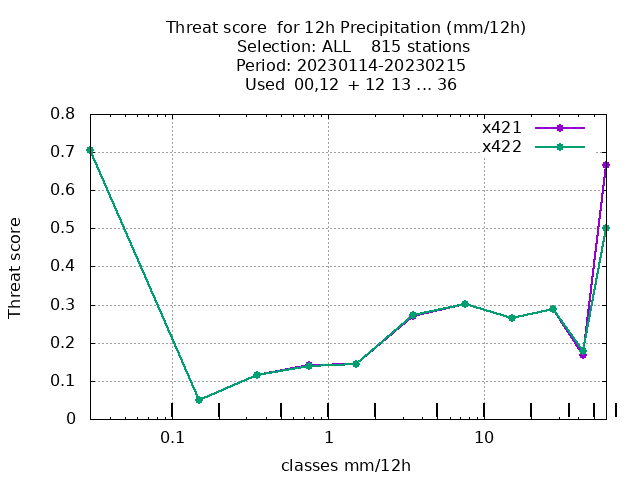 Threat score  for 12h Precipitation (mm/12h)
Selection: ALL    815 stations
Period: 20230114-20230215
Used  00,12  + 12 13 ... 36
x421
x422
0.8
0.7
0.6
0.5
0.4
0.3
0.2
0.1
0
Threat score
0.1 1 10
classes mm/12h